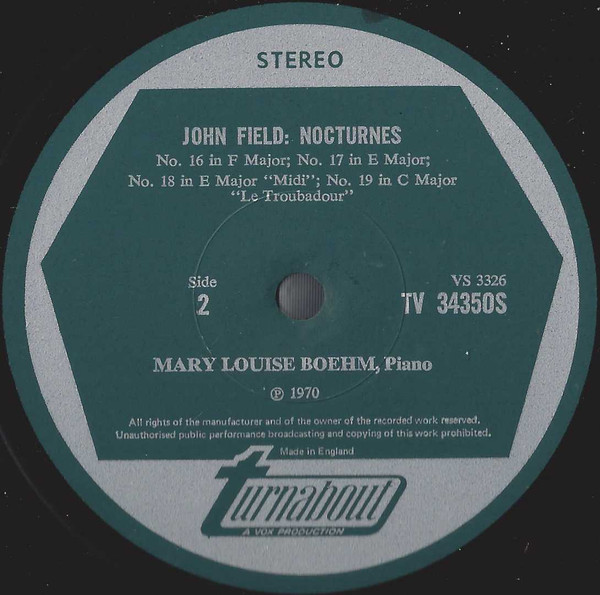 STEREO
JOHN FIELD: NOCTURNES
No. 16 in F Major; No. 17 in E Major;
No. 18 in E Major "Midi"; No. 19 in C Major
"Le Troubadour"
Side
2
VS 3326
TV 34350S
MARY LOUISE BOEHM, Piano
℗ 1970
All rights of the manufacturer and of the owner of the recorded work reserved.
Unauthorised public performance broadcasting and copying of this work prohibited.
Made in England
turnabout
A VOX PRODUCTION